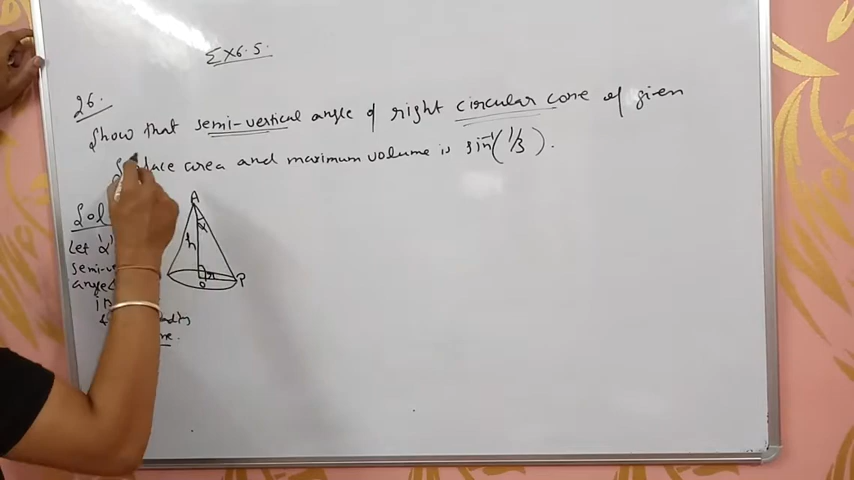 Ex 6.5.
26.
Show that semi-vertical angle of right circular cone of given
area and maximum volume is sin⁻¹(1/3).
Sol
Let 'α'
semi-
angle
A
α
h
r
O
P